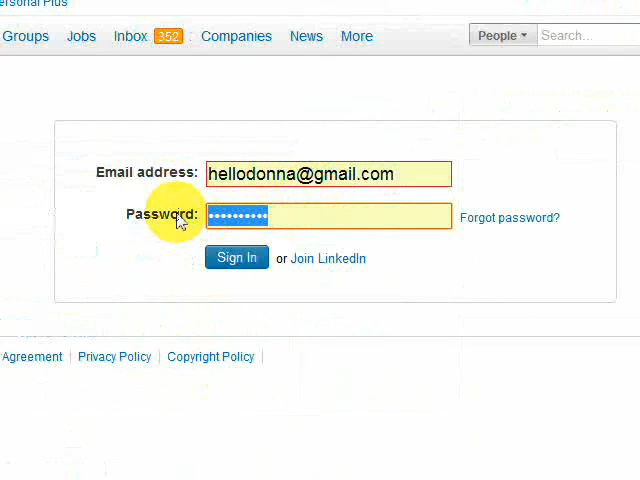 ersonal Plus
Groups Jobs Inbox 352 Companies News More People Search...
Email address: hellodonna@gmail.com
Password: •••••••••• Forgot password?
Sign In or Join LinkedIn
Agreement Privacy Policy Copyright Policy